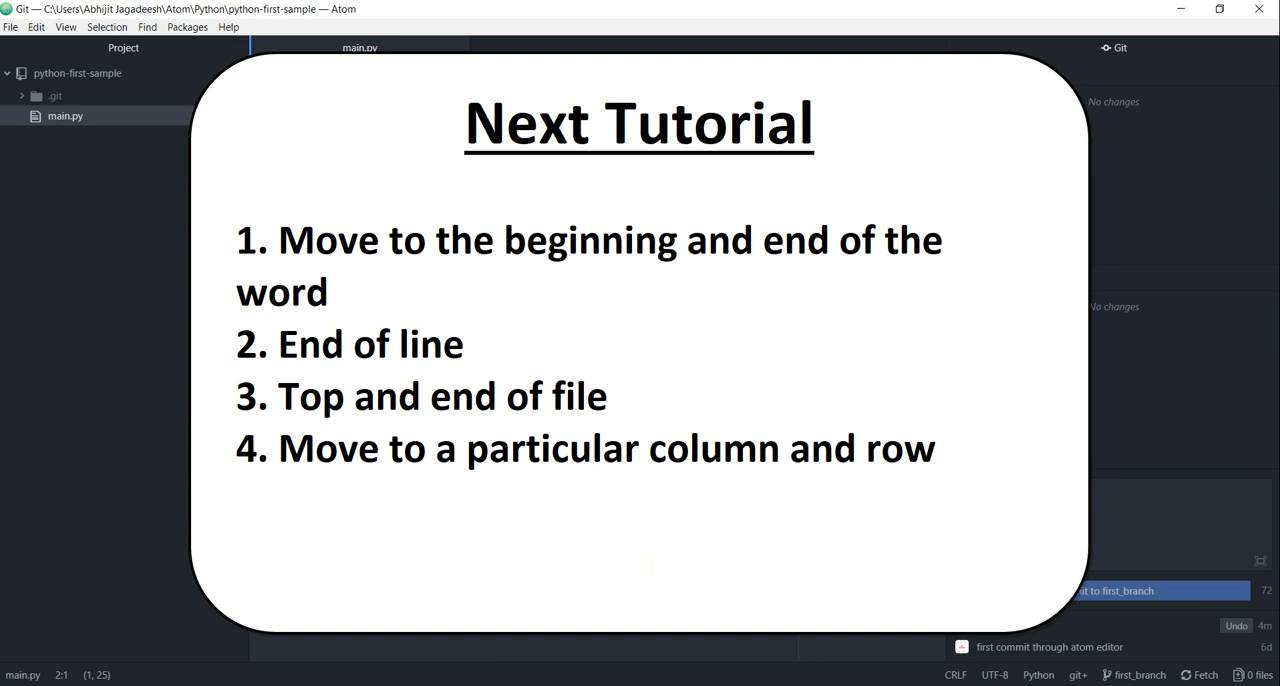 Git — C:\Users\Abhijit Jagadeesh\Atom\Python\python-first-sample — Atom
File Edit View Selection Find Packages Help
Project
main.py
Git
python-first-sample
.git
main.py
No changes
Next Tutorial
1. Move to the beginning and end of the
word
2. End of line
3. Top and end of file
4. Move to a particular column and row
No changes
to first_branch
72
Undo 4m
first commit through atom editor 6d
main.py 2:1 (1, 25) CRLF UTF-8 Python git+ first_branch Fetch 0 files